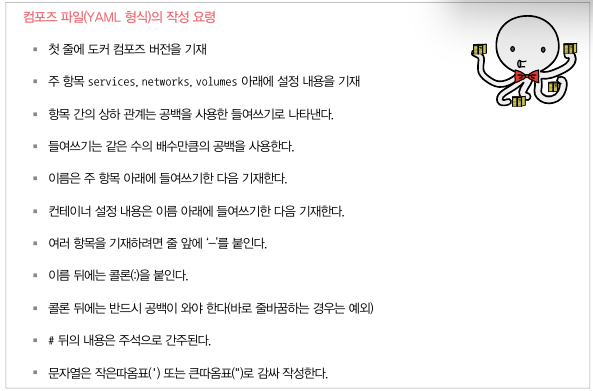 컴포즈 파일(YAML 형식)의 작성 요령
▪ 첫 줄에 도커 컴포즈 버전을 기재
▪ 주 항목 services, networks, volumes 아래에 설정 내용을 기재
▪ 항목 간의 상하 관계는 공백을 사용한 들여쓰기로 나타낸다.
▪ 들여쓰기는 같은 수의 배수만큼의 공백을 사용한다.
▪ 이름은 주 항목 아래에 들여쓰기한 다음 기재한다.
▪ 컨테이너 설정 내용은 이름 아래에 들여쓰기한 다음 기재한다.
▪ 여러 항목을 기재하려면 줄 앞에 ‘-’를 붙인다.
▪ 이름 뒤에는 콜론(:)을 붙인다.
▪ 콜론 뒤에는 반드시 공백이 와야 한다(바로 줄바꿈하는 경우는 예외)
▪ # 뒤의 내용은 주석으로 간주된다.
▪ 문자열은 작은따옴표(') 또는 큰따옴표(")로 감싸 작성한다.